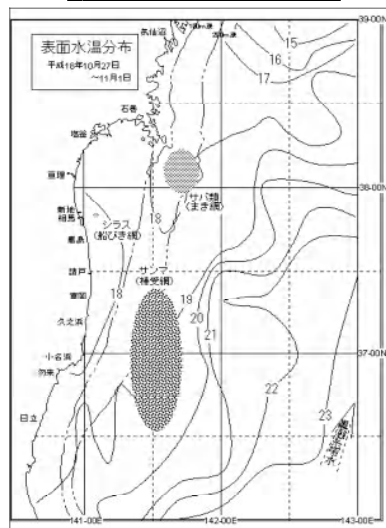 表面水温分布
平成16年10月27日
～11月1日
気仙沼
石巻
塩釜
亘理
相馬
鹿島
請戸
富岡
久之浜
小名浜
勿来
日立
シラス
(船びき網)
サバ類
(まき網)
サンマ
(棒受網)
15
16
17
18
18
19
20
21
22
23
39-00N
38-00N
37-00N
141-00E
142-00E
143-00E